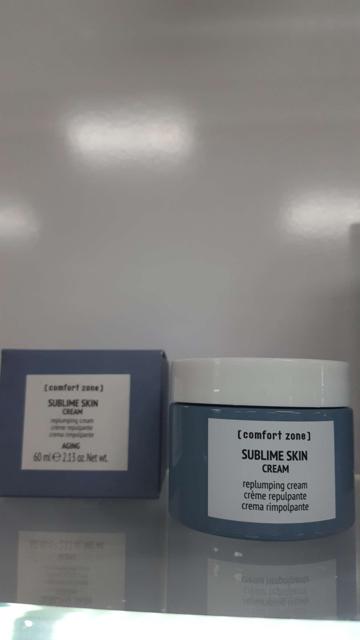 [comfort zone]
SUBLIME SKIN
CREAM
replumping cream
crème repulpante
crema rimpolpante
AGING
60 ml ℮ 2.13 oz. Net wt.
[comfort zone]
SUBLIME SKIN
CREAM
replumping cream
crème repulpante
crema rimpolpante